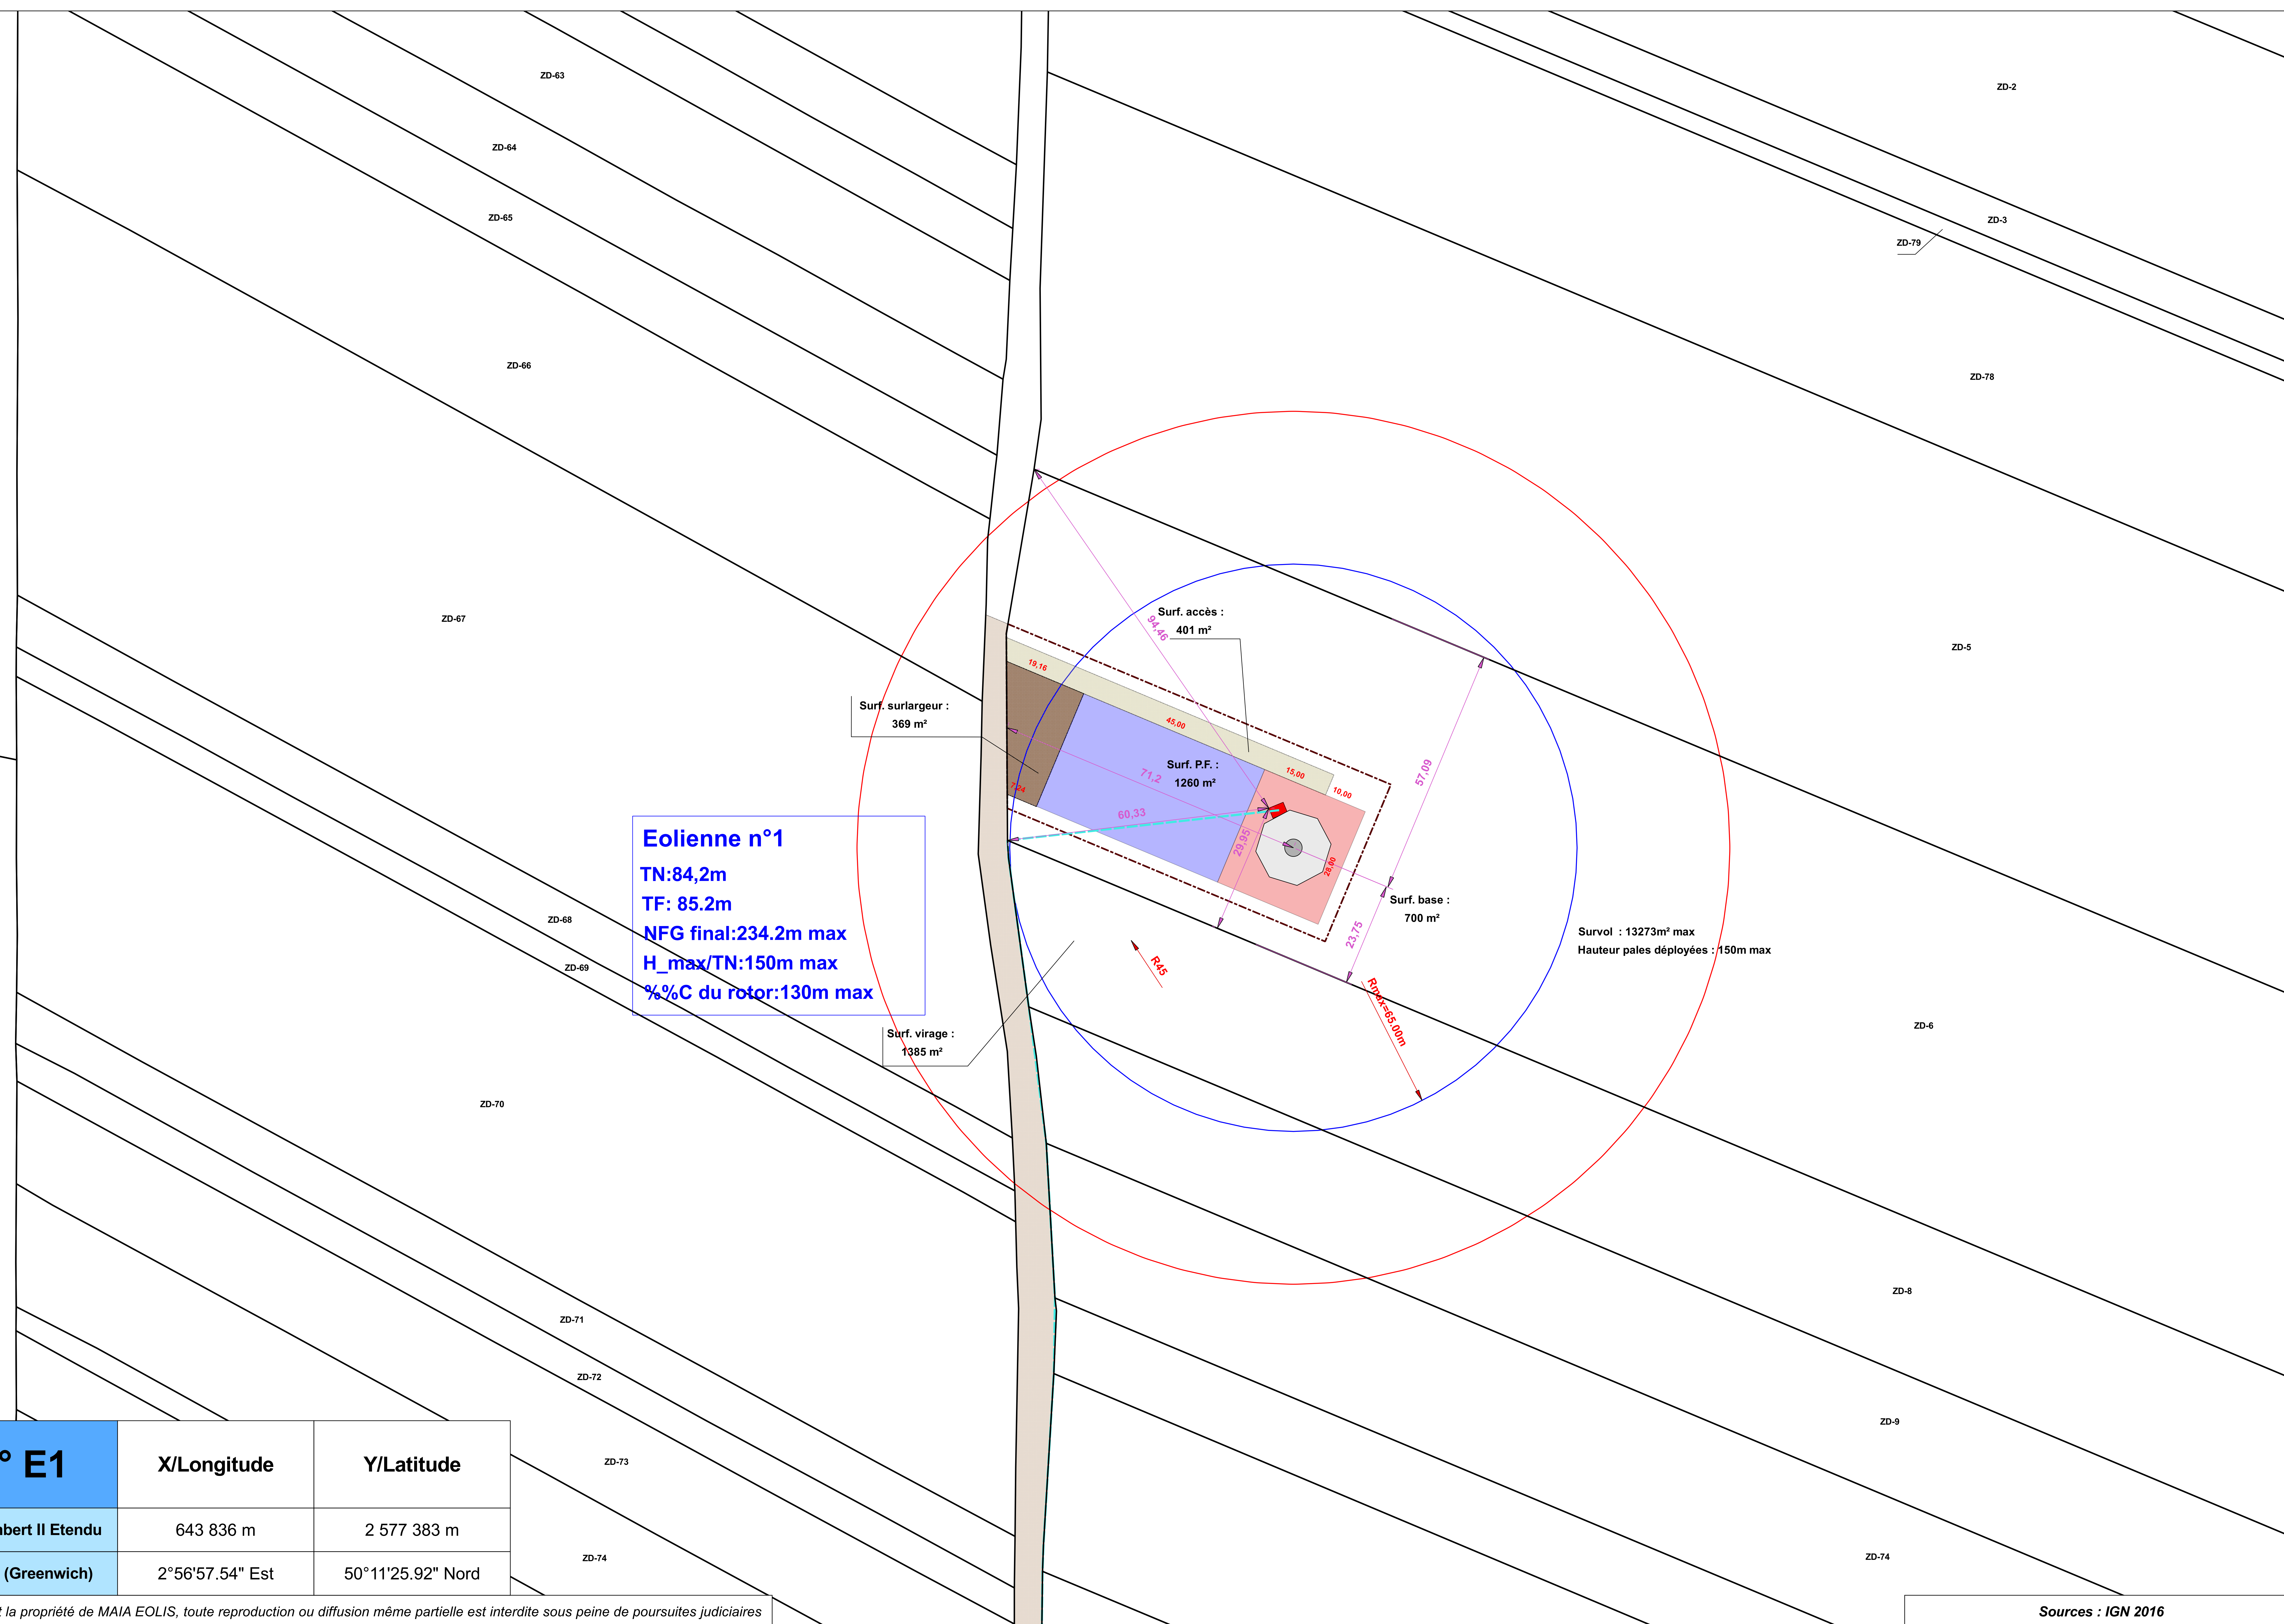 ZD-63
ZD-2
ZD-64
ZD-65
ZD-3
ZD-79
ZD-66
ZD-78
ZD-67
ZD-5
Surf. accès :
401 m²
94,46
19,16
45,00
15,00
10,00
Surf. surlargeur :
369 m²
Surf. P.F. :
1260 m²
71,2
57,09
7,24
60,33
29,95
28,00
23,75
Surf. base :
700 m²
Eolienne n°1
TN:84,2m
TF: 85.2m
NFG final:234.2m max
H_max/TN:150m max
%%C du rotor:130m max
Survol : 13273m² max
Hauteur pales déployées : 150m max
R45
Rmax=65.00m
Surf. virage :
1385 m²
ZD-68
ZD-69
ZD-6
ZD-70
ZD-8
ZD-71
ZD-72
ZD-9
ZD-73
ZD-74
ZD-74
° E1
X/Longitude
Y/Latitude
bert II Etendu
643 836 m
2 577 383 m
(Greenwich)
2°56'57.54" Est
50°11'25.92" Nord
t la propriété de MAIA EOLIS, toute reproduction ou diffusion même partielle est interdite sous peine de poursuites judiciaires
Sources : IGN 2016